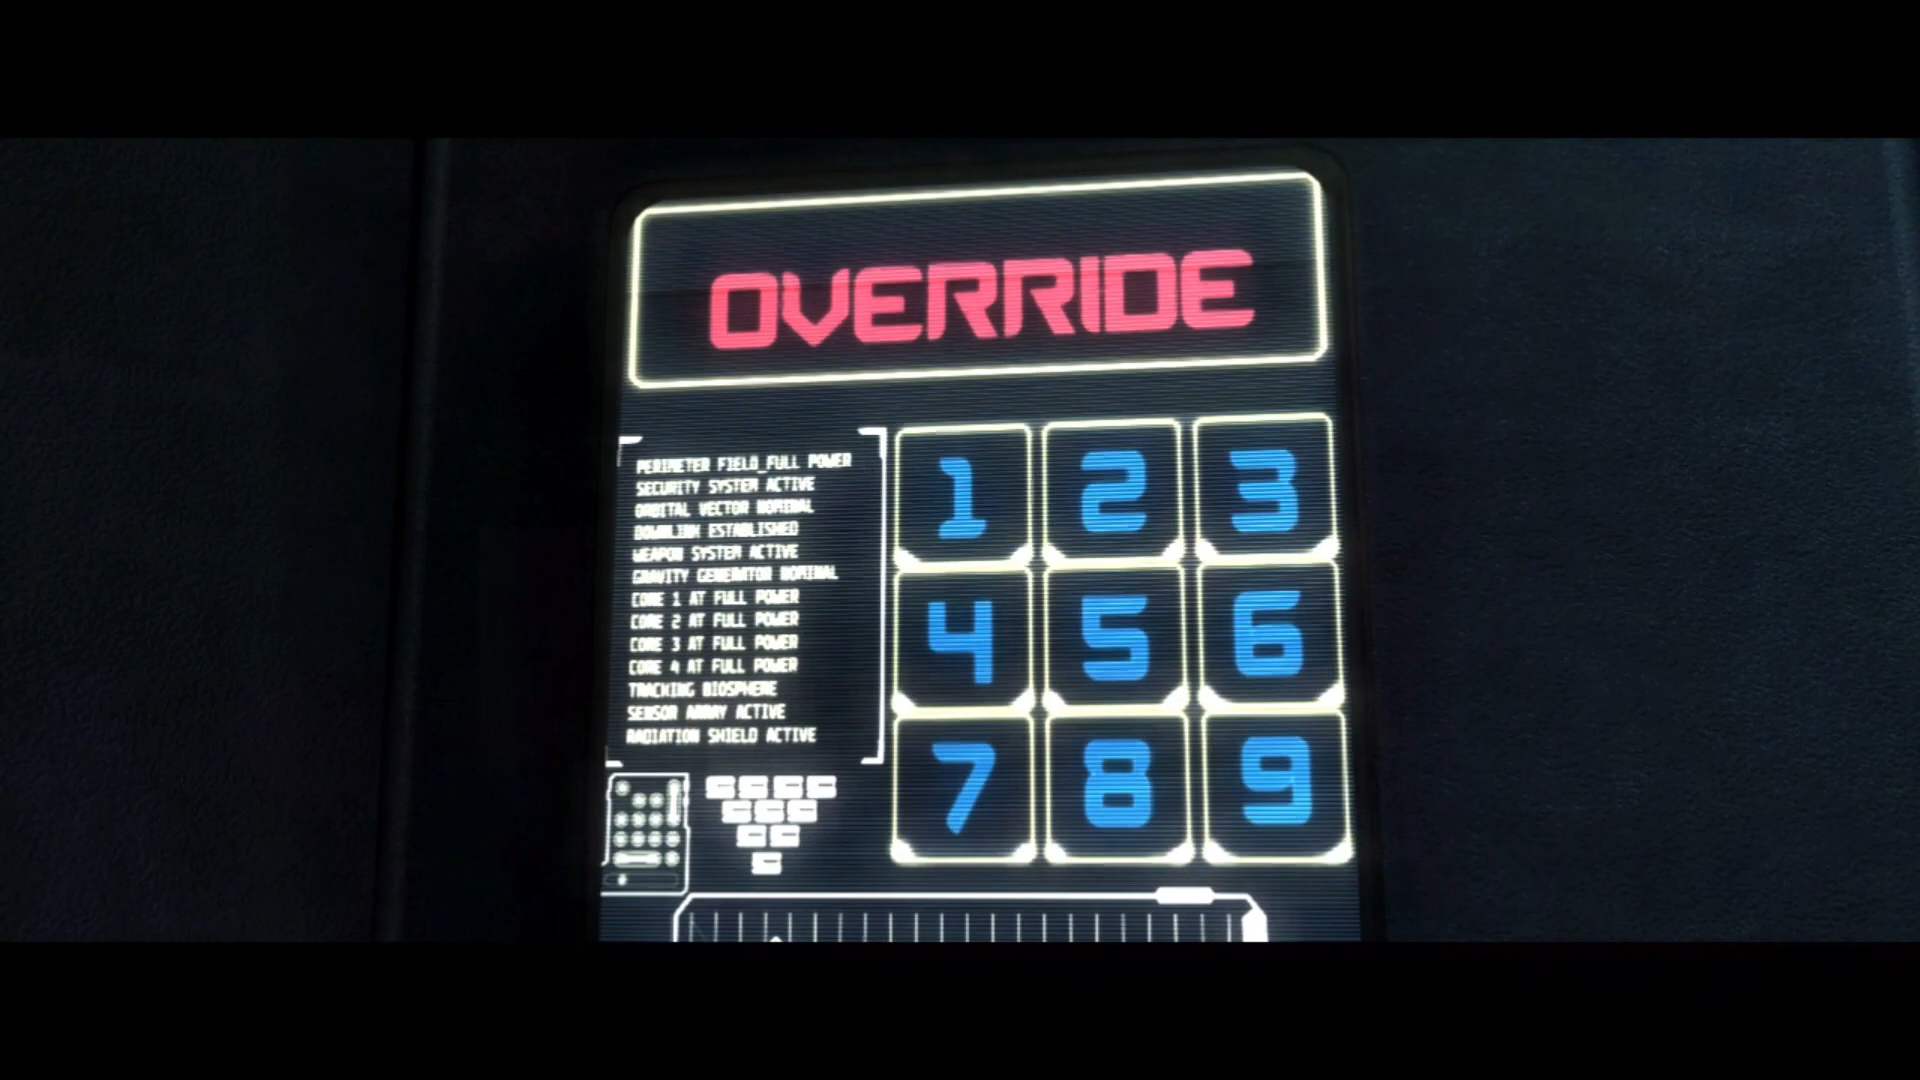 OVERRIDE
PERIMETER FIELD_FULL POWER
SECURITY SYSTEM ACTIVE
ORBITAL VECTOR NOMINAL
DOWNLINK ESTABLISHED
WEAPON SYSTEM ACTIVE
GRAVITY GENERATOR NOMINAL
CORE 1 AT FULL POWER
CORE 2 AT FULL POWER
CORE 3 AT FULL POWER
CORE 4 AT FULL POWER
TRACKING BIOSPHERE
SENSOR ARRAY ACTIVE
RADIATION SHIELD ACTIVE
1 2 3
4 5 6
7 8 9